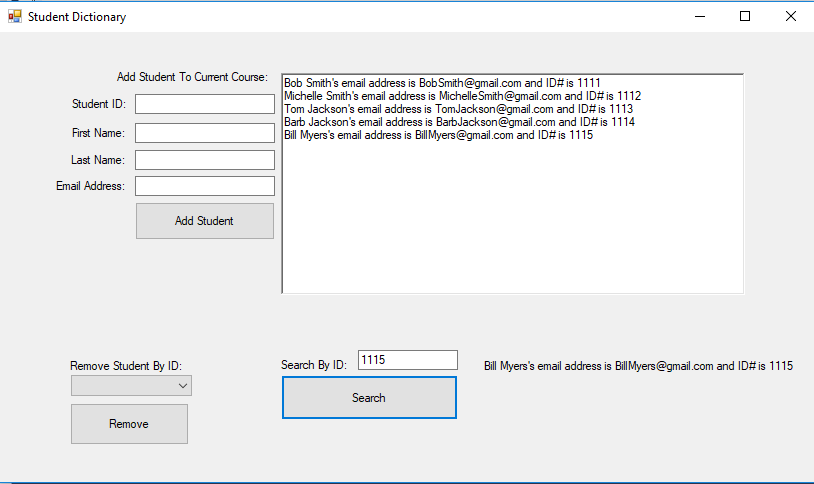 Student Dictionary
Add Student To Current Course:
Student ID:
First Name:
Last Name:
Email Address:
Add Student
Bob Smith's email address is BobSmith@gmail.com and ID# is 1111
Michelle Smith's email address is MichelleSmith@gmail.com and ID# is 1112
Tom Jackson's email address is TomJackson@gmail.com and ID# is 1113
Barb Jackson's email address is BarbJackson@gmail.com and ID# is 1114
Bill Myers's email address is BillMyers@gmail.com and ID# is 1115
Remove Student By ID:
Remove
Search By ID: 1115
Search
Bill Myers's email address is BillMyers@gmail.com and ID# is 1115